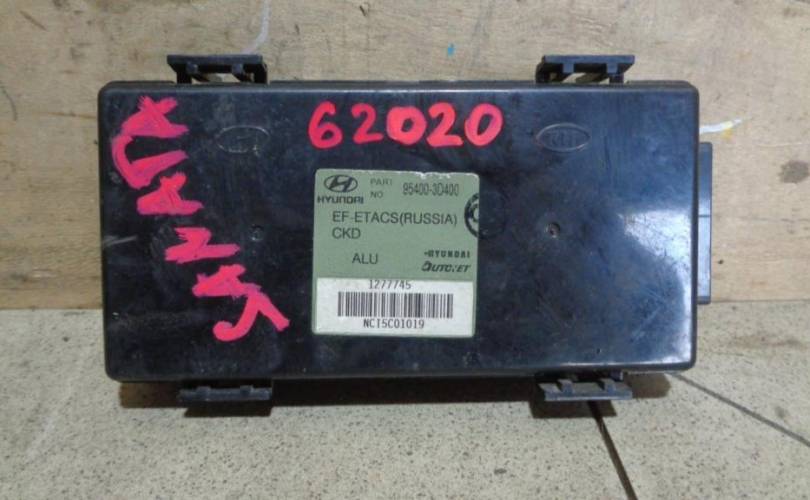 62020
HYUNDAI
PART NO 95400-3D400
EF-ETACS(RUSSIA)
CKD
ALU
HYUNDAI
AUTONET
1277745
NCI5C01019